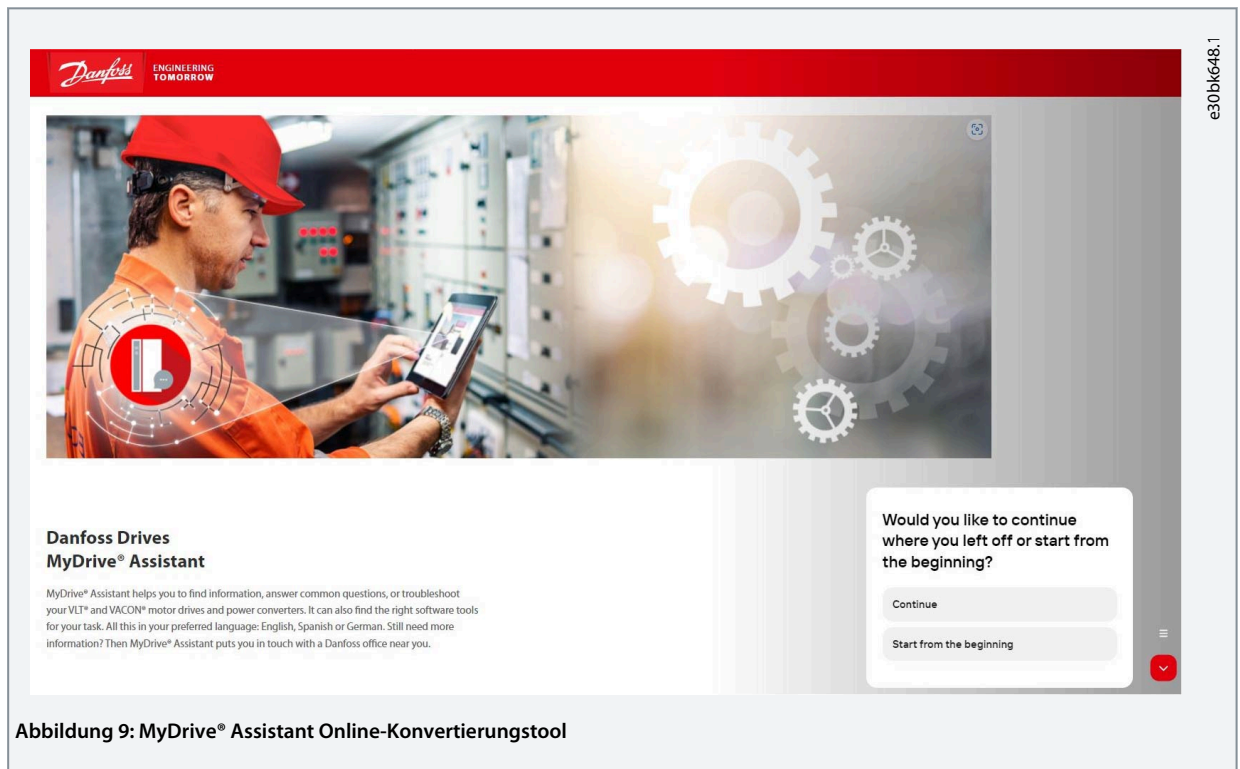 Danfoss
ENGINEERING
TOMORROW
e30bk648.1
Danfoss Drives
MyDrive® Assistant
MyDrive® Assistant helps you to find information, answer common questions, or troubleshoot
your VLT® and VACON® motor drives and power converters. It can also find the right software tools
for your task. All this in your preferred language: English, Spanish or German. Still need more
information? Then MyDrive® Assistant puts you in touch with a Danfoss office near you.
Would you like to continue
where you left off or start from
the beginning?
Continue
Start from the beginning
Abbildung 9: MyDrive® Assistant Online-Konvertierungstool